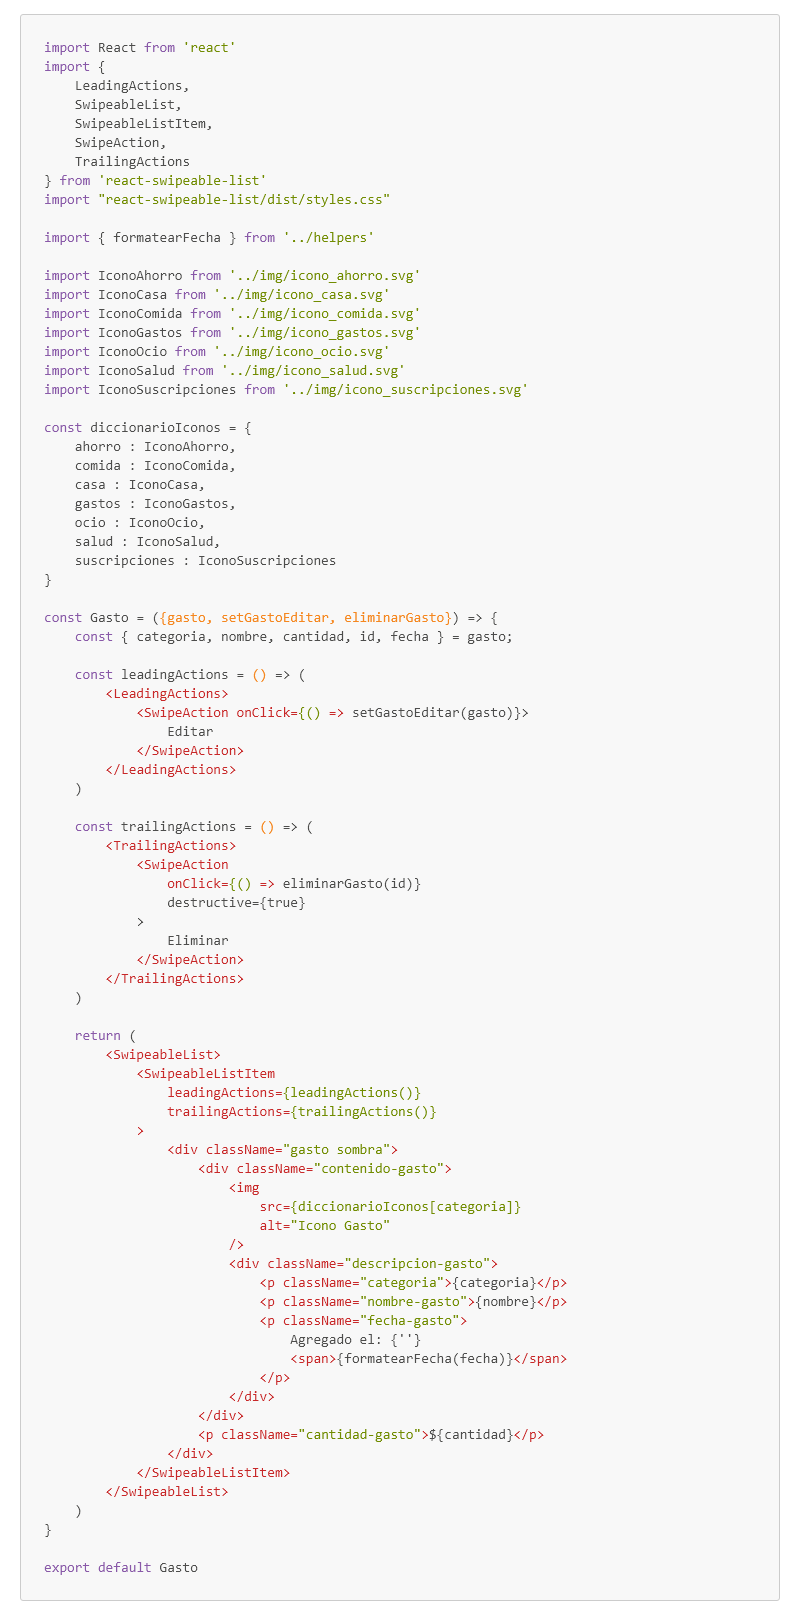 import React from 'react'
import {
    LeadingActions,
    SwipeableList,
    SwipeableListItem,
    SwipeAction,
    TrailingActions
} from 'react-swipeable-list'
import "react-swipeable-list/dist/styles.css"

import { formatearFecha } from '../helpers'

import IconoAhorro from '../img/icono_ahorro.svg'
import IconoCasa from '../img/icono_casa.svg'
import IconoComida from '../img/icono_comida.svg'
import IconoGastos from '../img/icono_gastos.svg'
import IconoOcio from '../img/icono_ocio.svg'
import IconoSalud from '../img/icono_salud.svg'
import IconoSuscripciones from '../img/icono_suscripciones.svg'

const diccionarioIconos = {
    ahorro : IconoAhorro,
    comida : IconoComida,
    casa : IconoCasa,
    gastos : IconoGastos,
    ocio : IconoOcio,
    salud : IconoSalud,
    suscripciones : IconoSuscripciones
}

const Gasto = ({gasto, setGastoEditar, eliminarGasto}) => {
    const { categoria, nombre, cantidad, id, fecha } = gasto;

    const leadingActions = () => (
        <LeadingActions>
            <SwipeAction onClick={() => setGastoEditar(gasto)}>
                Editar
            </SwipeAction>
        </LeadingActions>
    )

    const trailingActions = () => (
        <TrailingActions>
            <SwipeAction
                onClick={() => eliminarGasto(id)}
                destructive={true}
            >
                Eliminar
            </SwipeAction>
        </TrailingActions>
    )

    return (
        <SwipeableList>
            <SwipeableListItem
                leadingActions={leadingActions()}
                trailingActions={trailingActions()}
            >
                <div className="gasto sombra">
                    <div className="contenido-gasto">
                        <img
                            src={diccionarioIconos[categoria]}
                            alt="Icono Gasto"
                        />
                        <div className="descripcion-gasto">
                            <p className="categoria">{categoria}</p>
                            <p className="nombre-gasto">{nombre}</p>
                            <p className="fecha-gasto">
                                Agregado el: {''}
                                <span>{formatearFecha(fecha)}</span>
                            </p>
                        </div>
                    </div>
                    <p className="cantidad-gasto">${cantidad}</p>
                </div>
            </SwipeableListItem>
        </SwipeableList>
    )
}

export default Gasto